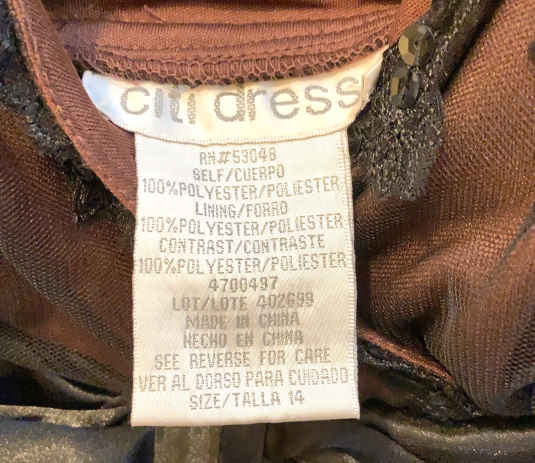 citi dress
RN#53048
SELF/CUERPO
100%POLYESTER/POLIESTER
LINING/FORRO
100%POLYESTER/POLIESTER
CONTRAST/CONTRASTE
100%POLYESTER/POLIESTER
4700497
LOT/LOTE 402699
MADE IN CHINA
HECHO EN CHINA
SEE REVERSE FOR CARE
VER AL DORSO PARA CUIDADO
SIZE/TALLA 14